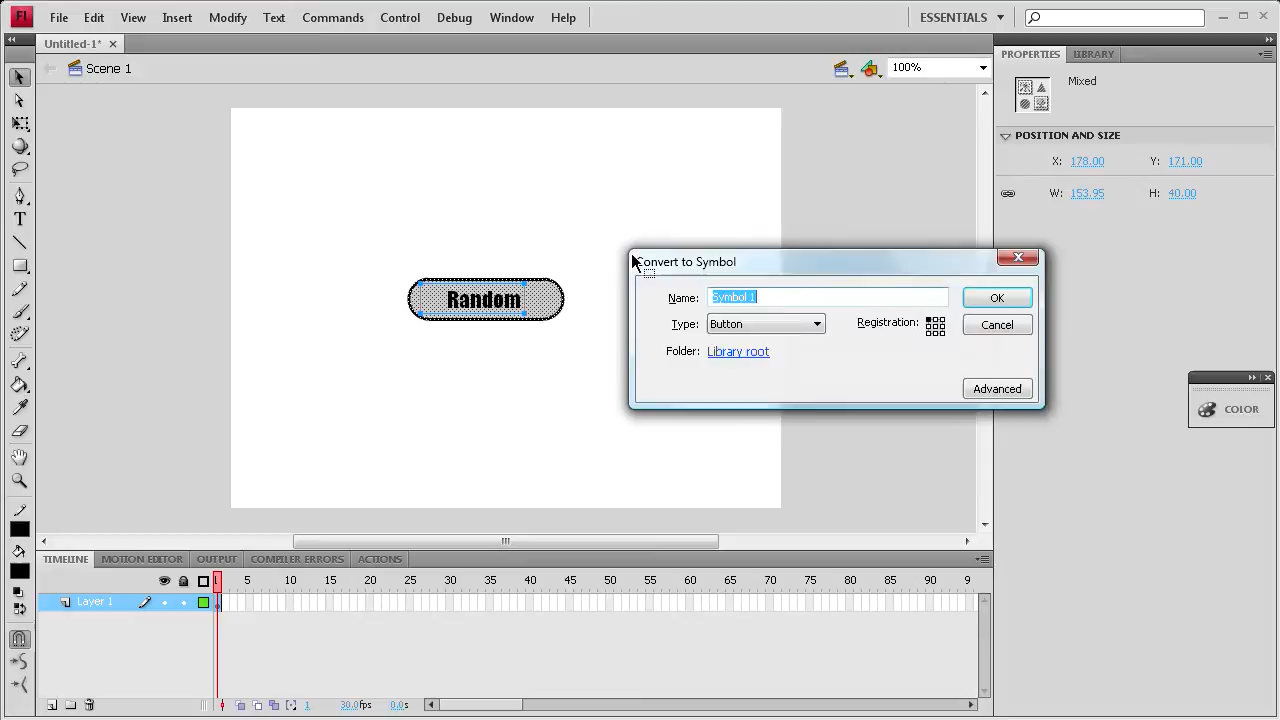 Fl File Edit View Insert Modify Text Commands Control Debug Window Help ESSENTIALS
Untitled-1*
Scene 1 100%
PROPERTIES LIBRARY
Mixed
POSITION AND SIZE
X: 178.00 Y: 171.00
W: 153.95 H: 40.00
Random
Convert to Symbol
Name: Symbol 1 OK
Type: Button Registration: Cancel
Folder: Library root
Advanced
COLOR
TIMELINE MOTION EDITOR OUTPUT COMPILER ERRORS ACTIONS
1 5 10 15 20 25 30 35 40 45 50 55 60 65 70 75 80 85 90 9
Layer 1
1 30.0fps 0.0s